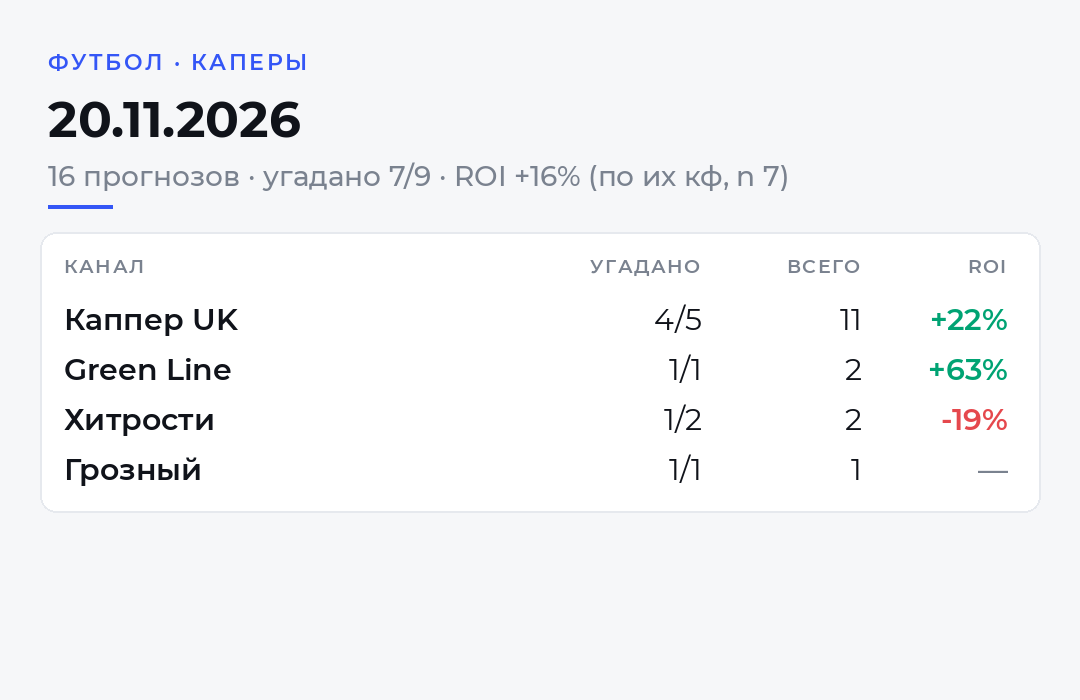 ФУТБОЛ · КАПЕРЫ
20.11.2026
16 прогнозов · угадано 7/9 · ROI +16% (по их кф, n 7)
КАНАЛ УГАДАНО ВСЕГО ROI
Каппер UK 4/5 11 +22%
Green Line 1/1 2 +63%
Хитрости 1/2 2 -19%
Грозный 1/1 1 —